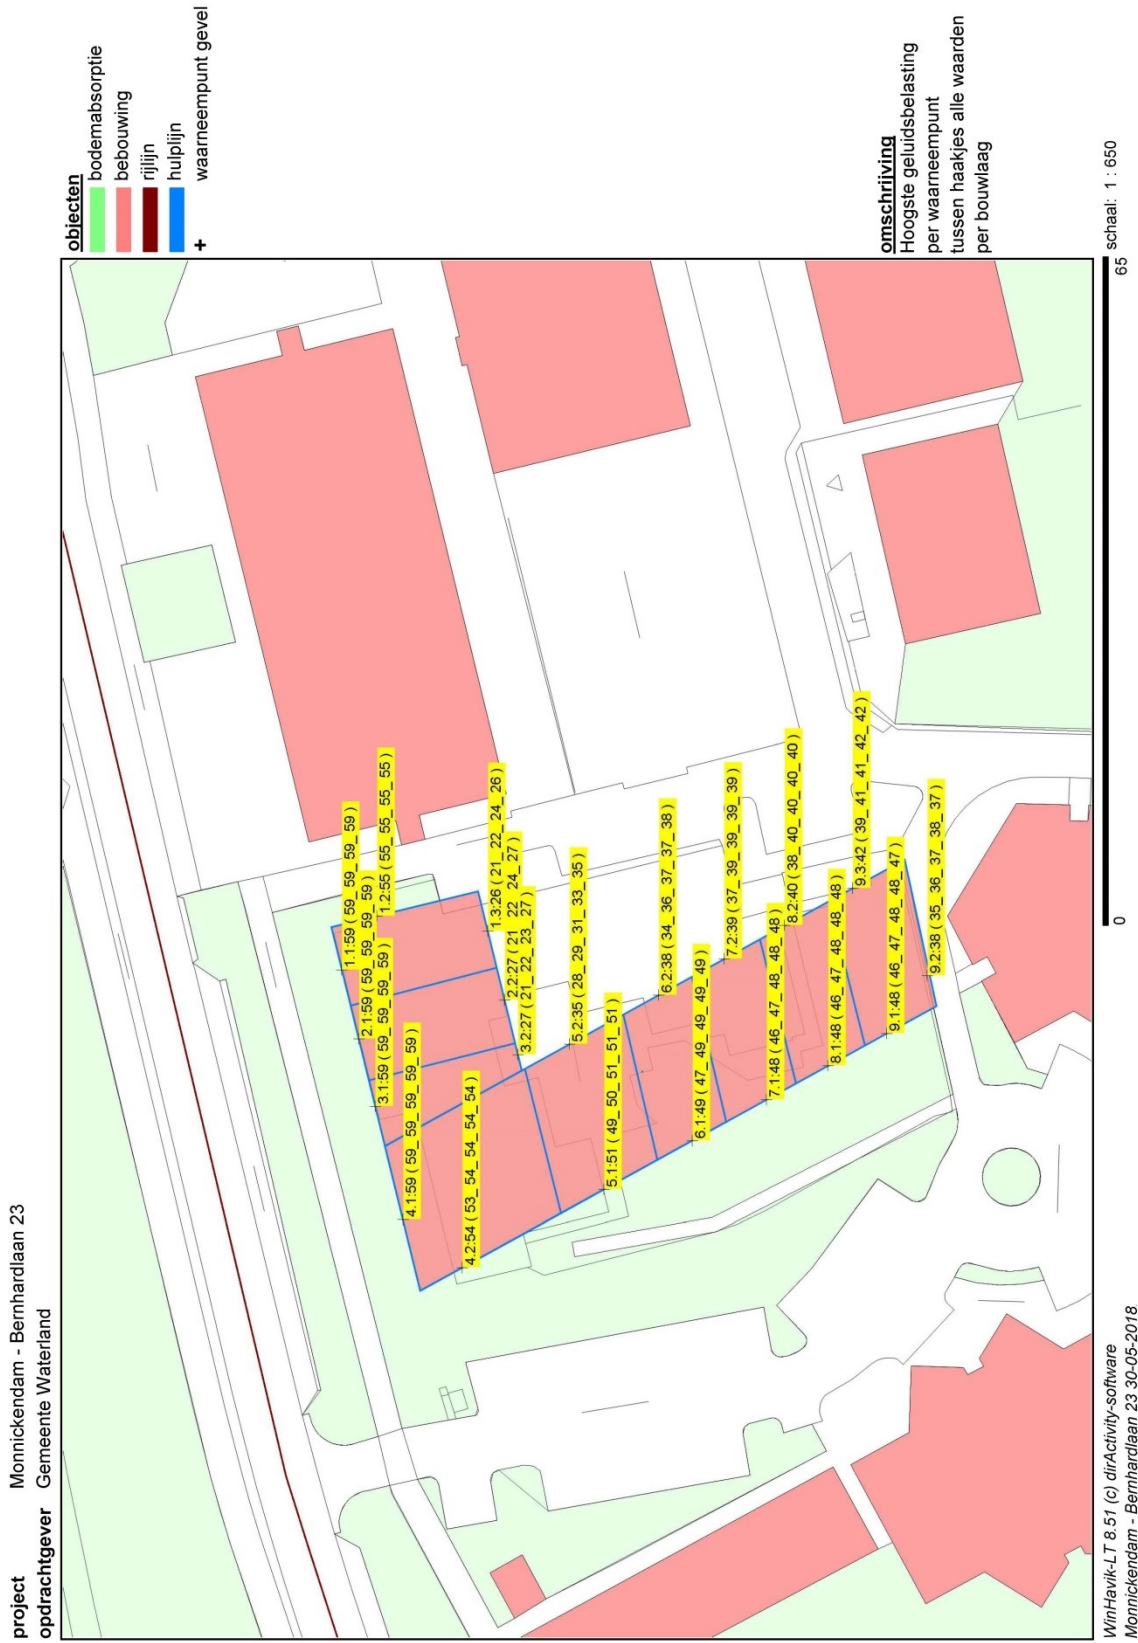 project Monnickendam - Bernhardlaan 23
opdrachtgever Gemeente Waterland
objecten
bodemabsorptie
bebouwing
rijlijn
hulplijn
+ waarneempunt gevel
1.1:59 ( 59_ 59_ 59_ 59)
1.2:55 ( 55_ 55_ 55_ 55)
2.1:59 ( 59_ 59_ 59_ 59)
3.1:59 ( 59_ 59_ 59_ 59)
4.1:59 ( 59_ 59_ 59_ 59_ 59)
4.2:54 ( 53_ 54_ 54_ 54_ 54)
1.3:26 ( 21_ 22_ 24_ 26)
2.2:27 ( 21_ 22_ 24_ 27)
3.2:27 ( 21_ 22_ 23_ 27)
5.2:35 ( 28_ 29_ 31_ 33_ 35)
5.1:51 ( 49_ 50_ 51_ 51_ 51)
6.2:38 ( 34_ 36_ 37_ 37_ 38)
6.1:49 ( 47_ 49_ 49_ 49_ 49)
7.2:39 ( 37_ 39_ 39_ 39_ 39)
7.1:48 ( 46_ 47_ 48_ 48_ 48)
8.2:40 ( 38_ 40_ 40_ 40_ 40)
8.1:48 ( 46_ 47_ 48_ 48_ 48)
9.3:42 ( 39_ 41_ 41_ 42_ 42)
9.1:48 ( 46_ 47_ 48_ 48_ 47)
9.2:38 ( 35_ 36_ 37_ 38_ 37)
omschrijving
Hoogste geluidsbelasting
per waarneempunt
tussen haakjes alle waarden
per bouwlaag
0 65 schaal: 1 : 650
WinHavik-LT 8.51 (c) dirActivity-software
Monnickendam - Bernhardlaan 23 30-05-2018